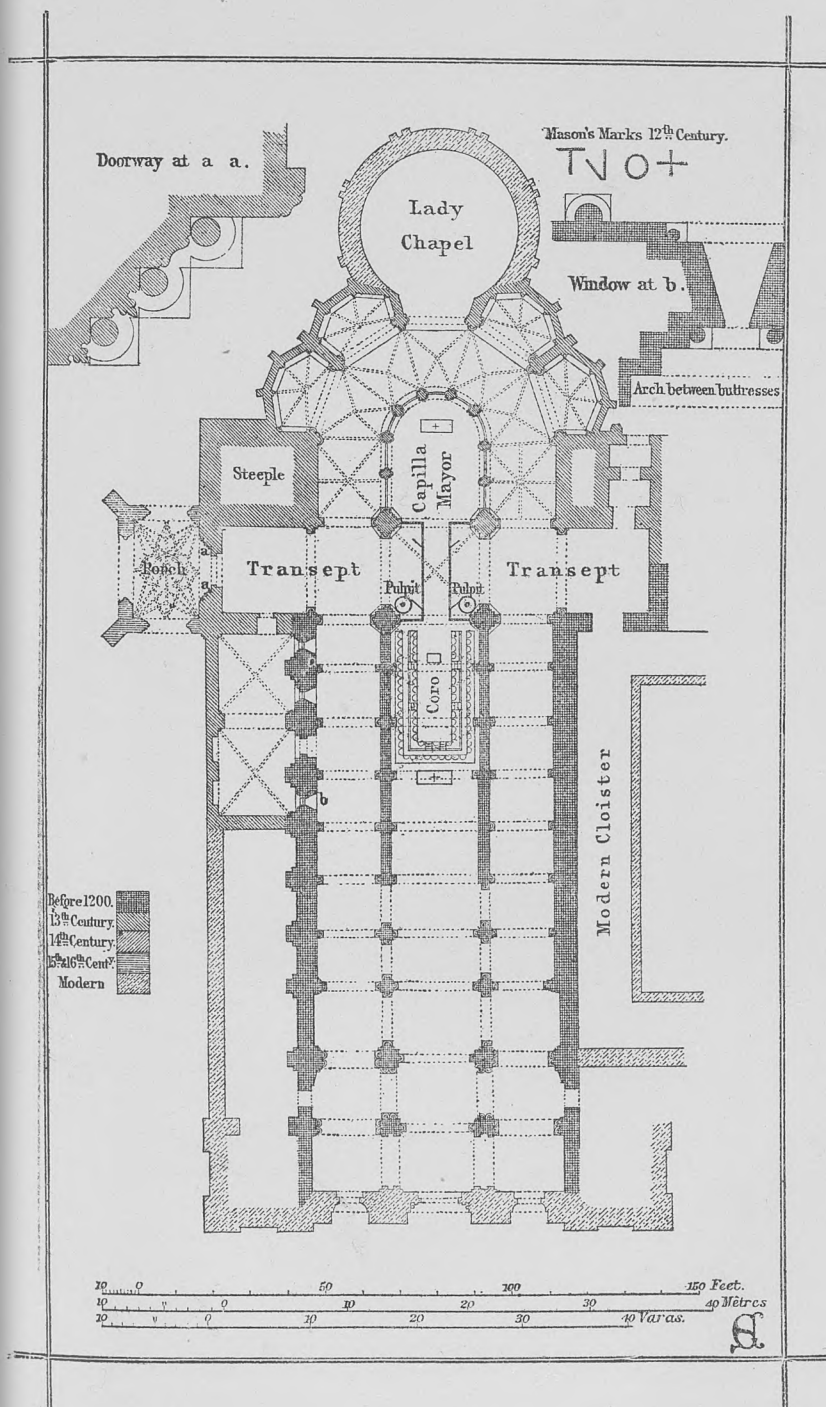 Mason's Marks 12th Century.
Doorway at a a.
Lady
Chapel
Window at b.
Arch between buttresses
Steeple
Capilla
Mayor
Porch
a
a
Transept
Transept
Pulpit
Pulpit
Coro
b
Modern Cloister
Before 1200.
13th Century.
14th Century.
15th & 16th Centy.
Modern
10 0 50 100 150 Feet.
10 0 10 20 30 40 Mètres
10 0 10 20 30 40 Varas.